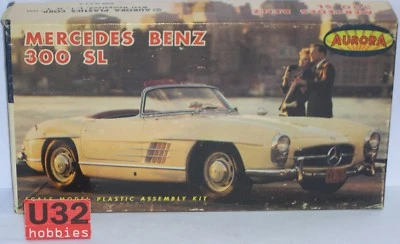 MERCEDES BENZ
300 SL
AURORA
SCALE MODEL PLASTIC ASSEMBLY KIT
U32
hobbies